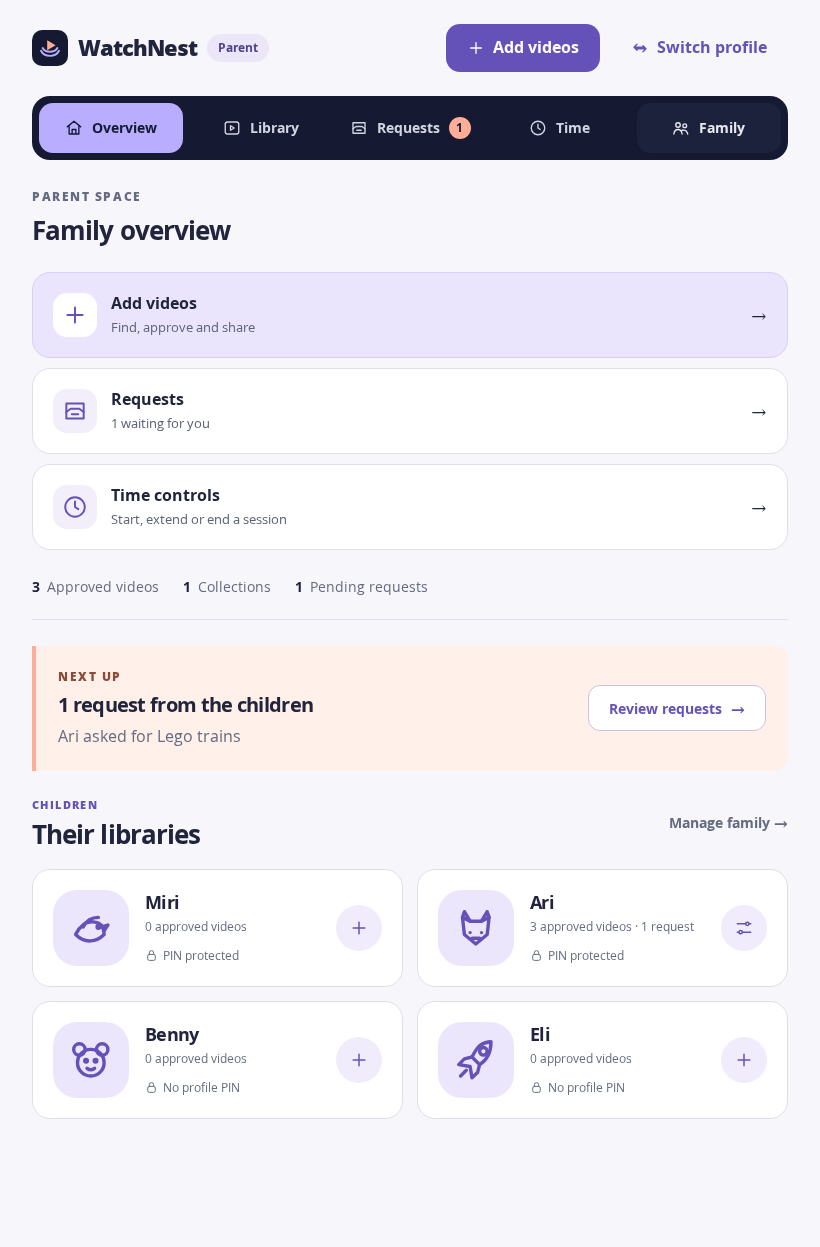 WatchNest Parent
+ Add videos
↔ Switch profile
Overview
Library
Requests 1
Time
Family
PARENT SPACE
Family overview
Add videos
Find, approve and share
→
Requests
1 waiting for you
→
Time controls
Start, extend or end a session
→
3 Approved videos 1 Collections 1 Pending requests
NEXT UP
1 request from the children
Ari asked for Lego trains
Review requests →
CHILDREN
Their libraries
Manage family →
Miri
0 approved videos
PIN protected
Ari
3 approved videos · 1 request
PIN protected
Benny
0 approved videos
No profile PIN
Eli
0 approved videos
No profile PIN